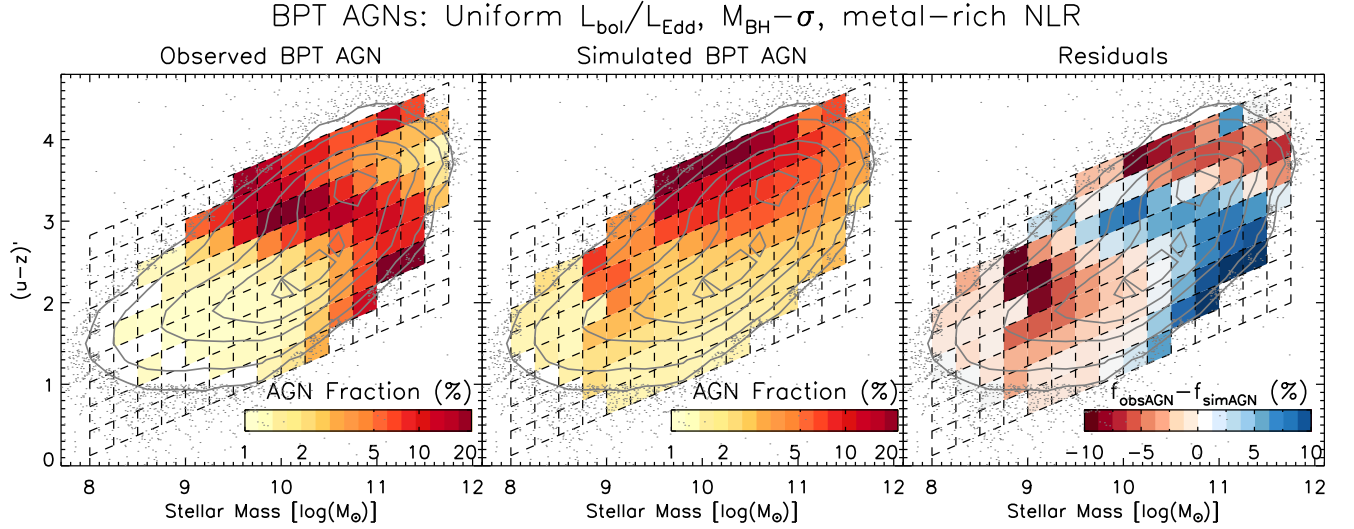 BPT AGNs: Uniform L_bol/L_Edd, M_BH−σ, metal−rich NLR
Observed BPT AGN
Simulated BPT AGN
Residuals
(u−z)'
4
3
2
1
0
AGN Fraction (%)
1 2 5 10 20
AGN Fraction (%)
1 2 5 10 20
f_obsAGN−f_simAGN (%)
−10 −5 0 5 10
8 9 10 11 12
8 9 10 11 12
8 9 10 11 12
Stellar Mass [log(M⊙)]
Stellar Mass [log(M⊙)]
Stellar Mass [log(M⊙)]